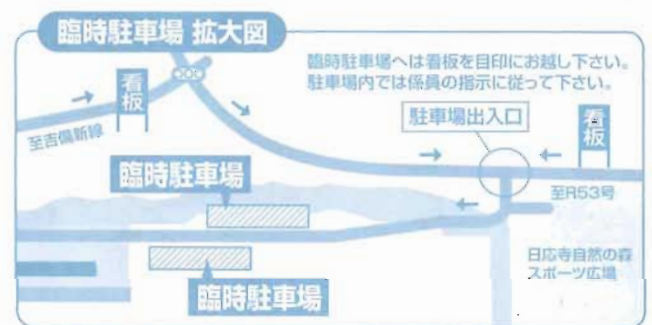 臨時駐車場 拡大図
臨時駐車場へは看板を目印にお越し下さい。
駐車場内では係員の指示に従って下さい。
看板
駐車場出入口
看板
至吉備新線
臨時駐車場
至R53号
日応寺自然の森
スポーツ広場
臨時駐車場